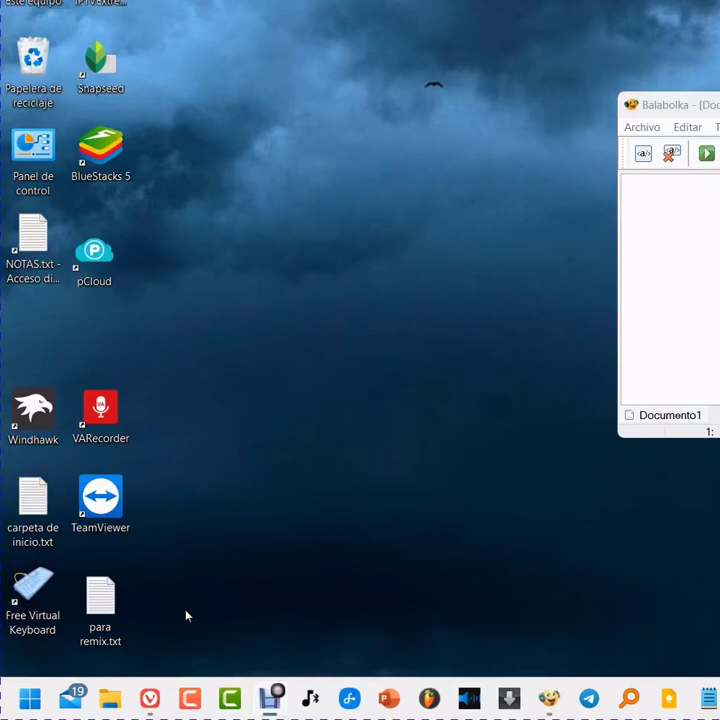 Este equipo
IPTVExtre...
Papelera de
reciclaje
Snapseed
Panel de
control
BlueStacks 5
NOTAS.txt -
Acceso di...
pCloud
Windhawk
VARecorder
carpeta de
inicio.txt
TeamViewer
Free Virtual
Keyboard
para
remix.txt
Balabolka - [Doc
Archivo Editar T
Documento1
1:
19